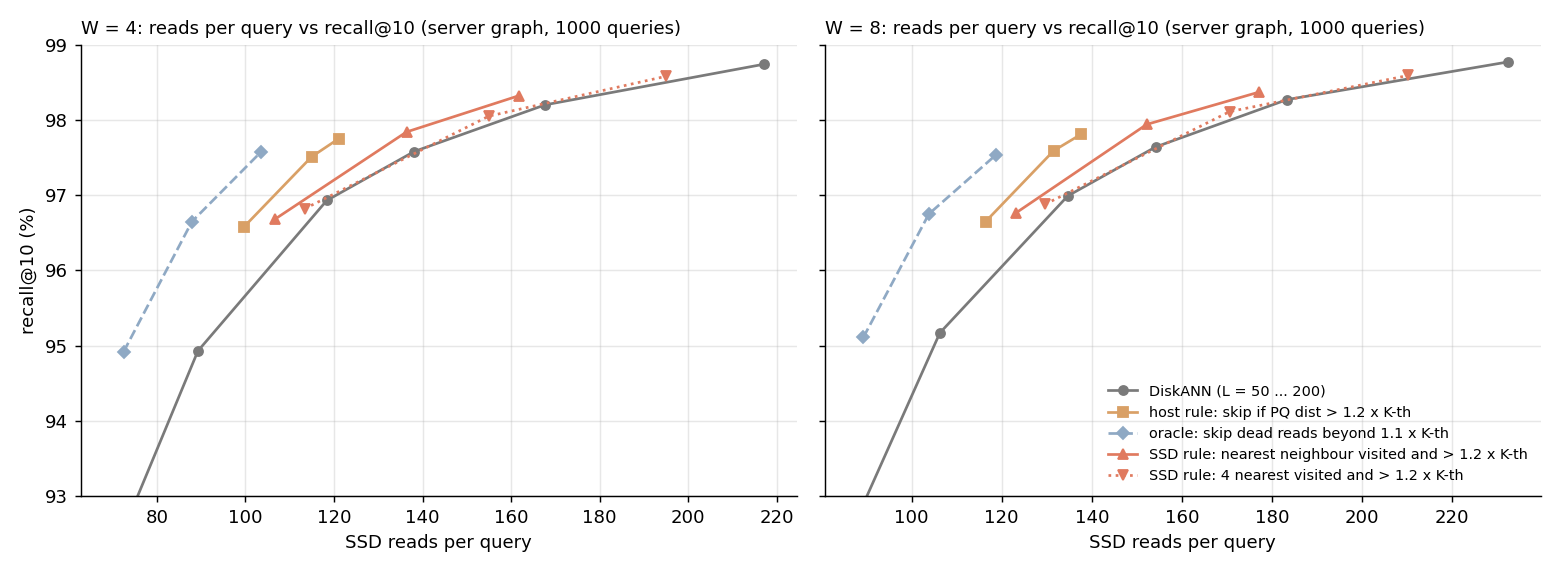 W = 4: reads per query vs recall@10 (server graph, 1000 queries)
99
98
97
96
95
94
93
recall@10 (%)
80 100 120 140 160 180 200 220
SSD reads per query
W = 8: reads per query vs recall@10 (server graph, 1000 queries)
DiskANN (L = 50 ... 200)
host rule: skip if PQ dist > 1.2 x K-th
oracle: skip dead reads beyond 1.1 x K-th
SSD rule: nearest neighbour visited and > 1.2 x K-th
SSD rule: 4 nearest visited and > 1.2 x K-th
100 120 140 160 180 200 220
SSD reads per query